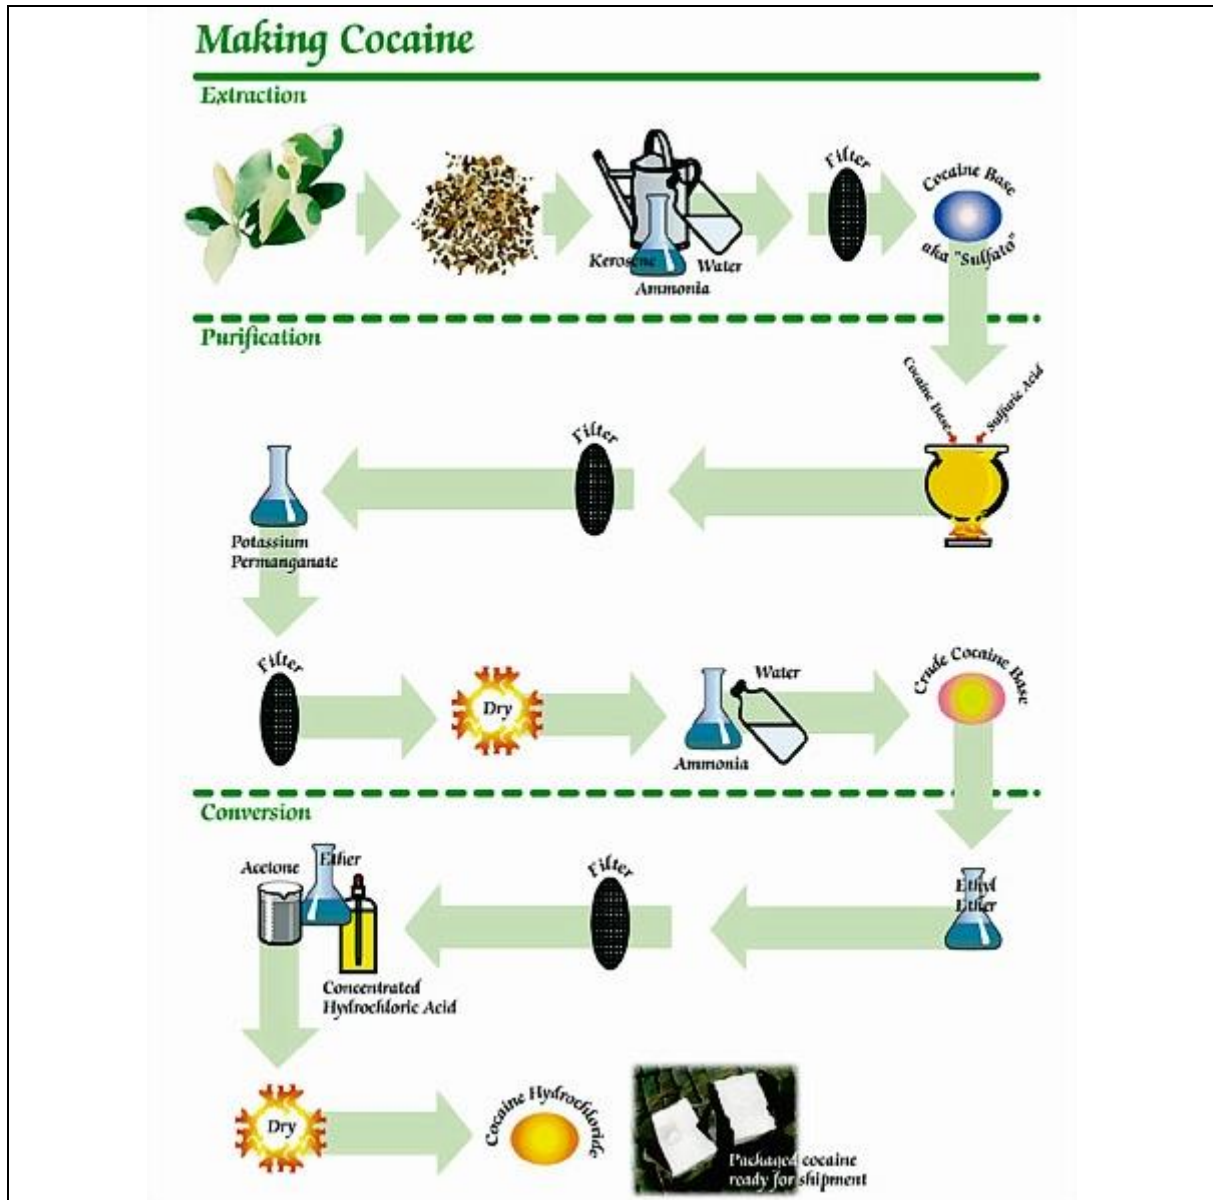 Making Cocaine
Extraction
Filter
Cocaine Base
aka "Sulfato"
Kerosene
Water
Ammonia
Purification
Cocaine Base
Sulfuric Acid
Filter
Potassium
Permanganate
Filter
Dry
Water
Ammonia
Crude Cocaine Base
Conversion
Acetone
Ether
Concentrated
Hydrochloric Acid
Filter
Ethyl
Ether
Dry
Cocaine Hydrochloride
Packaged cocaine
ready for shipment